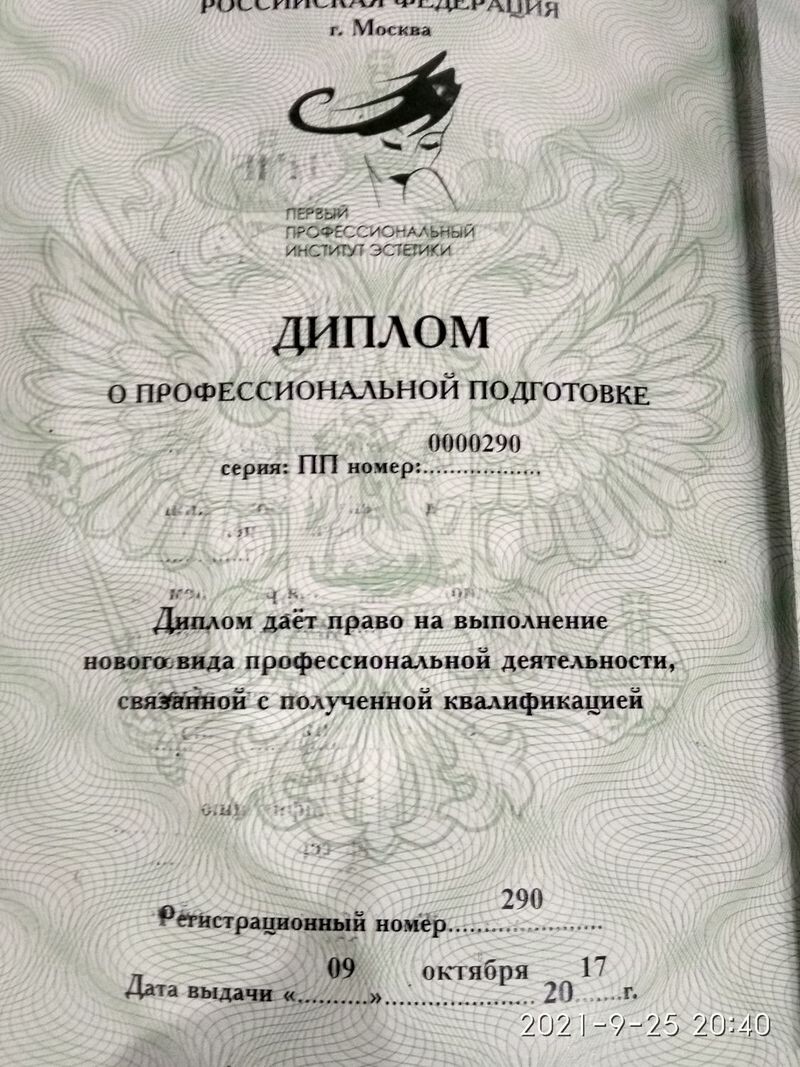 РОССИЙСКАЯ ФЕДЕРАЦИЯ
г. Москва
ПЕРВЫЙ
ПРОФЕССИОНАЛЬНЫЙ
ИНСТИТУТ ЭСТЕТИКИ
ДИПЛОМ
О ПРОФЕССИОНАЛЬНОЙ ПОДГОТОВКЕ
серия: ПП номер: 0000290
Диплом даёт право на выполнение
нового вида профессиональной деятельности,
связанной с полученной квалификацией
Регистрационный номер 290
Дата выдачи «09» октября 2017 г.
2021-9-25 20:40